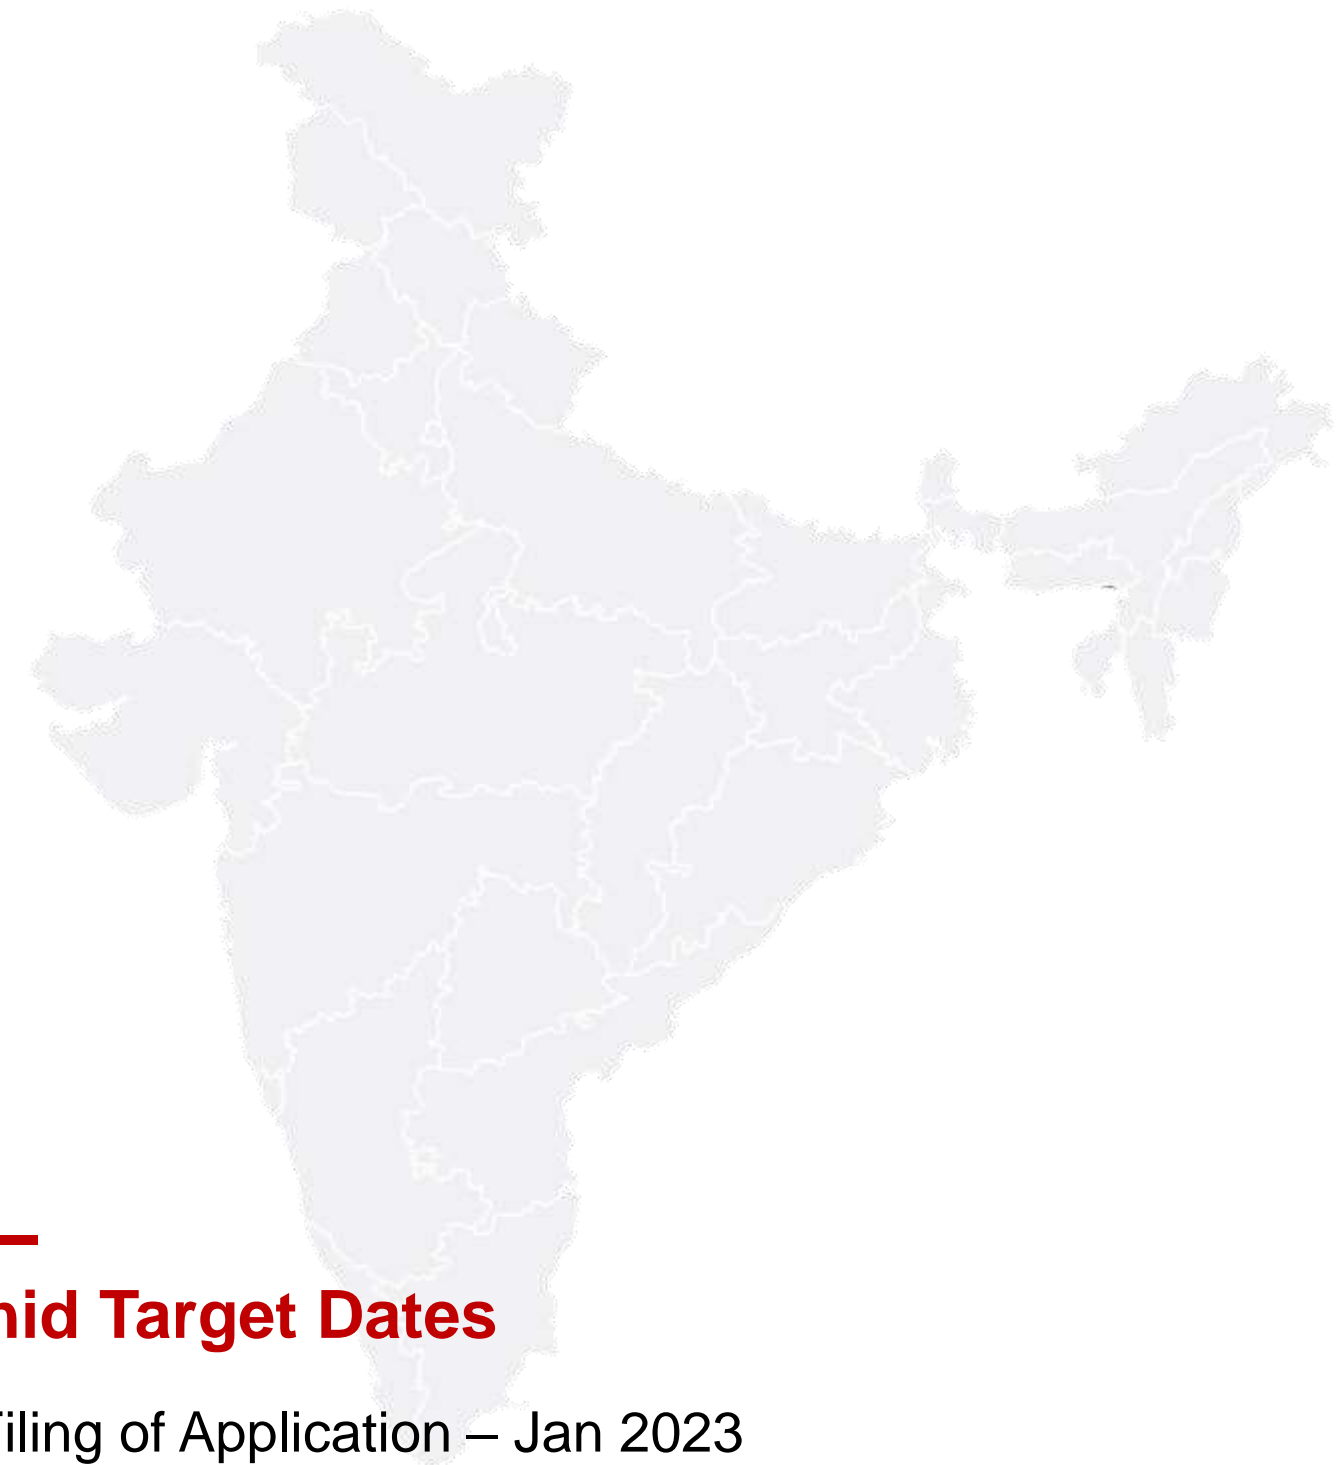 nid Target Dates
iling of Application – Jan 2023